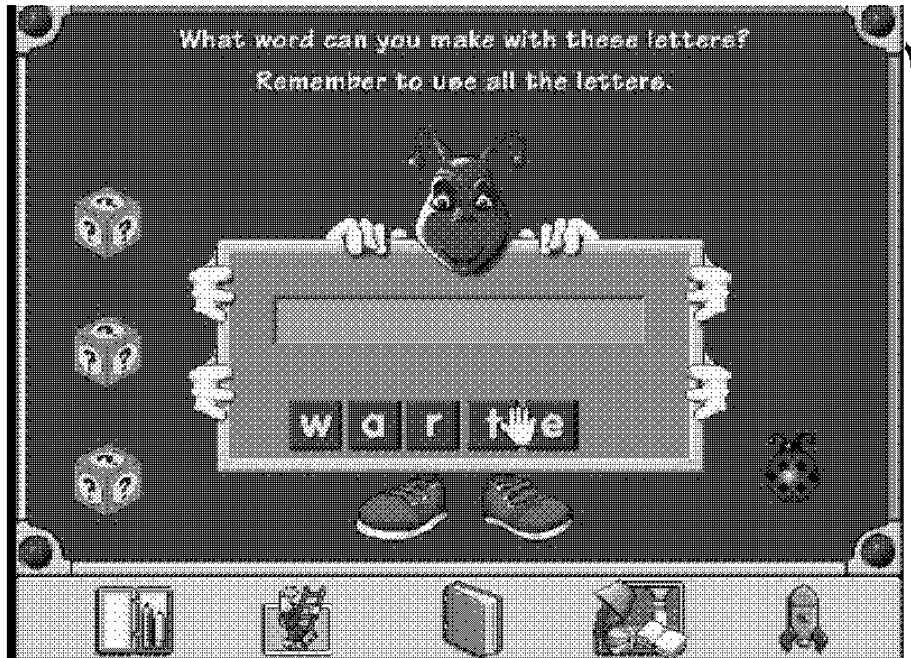 What word can you make with these letters?
Remember to use all the letters.
w a r t e